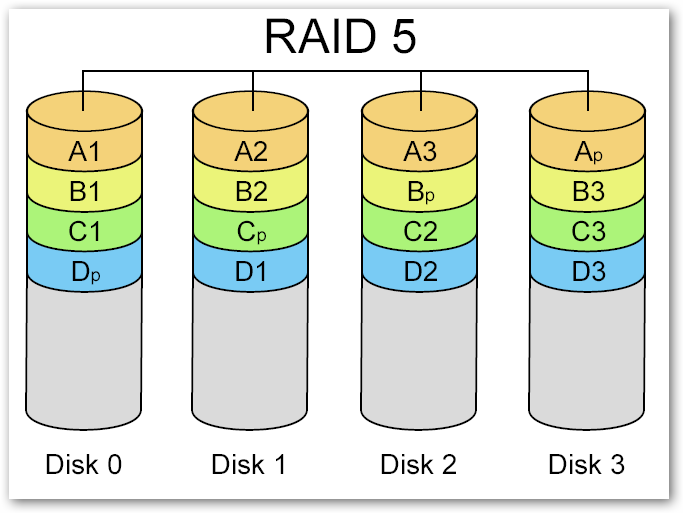 RAID 5
A1 A2 A3 Ap
B1 B2 Bp B3
C1 Cp C2 C3
Dp D1 D2 D3
Disk 0 Disk 1 Disk 2 Disk 3